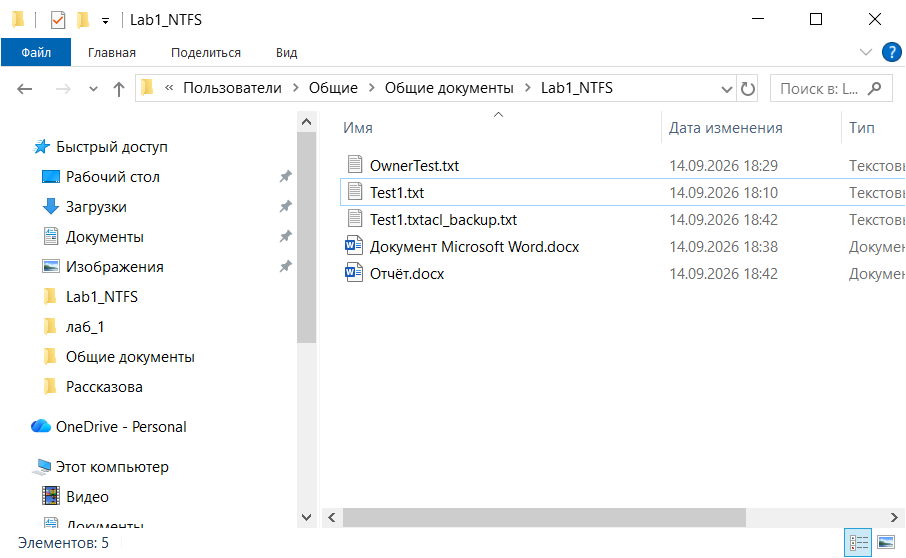 Lab1_NTFS
Файл Главная Поделиться Вид
« Пользователи > Общие > Общие документы > Lab1_NTFS
Поиск в: L...
Имя Дата изменения Тип
OwnerTest.txt 14.09.2026 18:29 Текстовы
Test1.txt 14.09.2026 18:10 Текстовы
Test1.txtacl_backup.txt 14.09.2026 18:42 Текстовы
Документ Microsoft Word.docx 14.09.2026 18:38 Докумен
Отчёт.docx 14.09.2026 18:42 Докумен
Быстрый доступ
Рабочий стол
Загрузки
Документы
Изображения
Lab1_NTFS
лаб_1
Общие документы
Рассказова
OneDrive - Personal
Этот компьютер
Видео
Документы
Элементов: 5